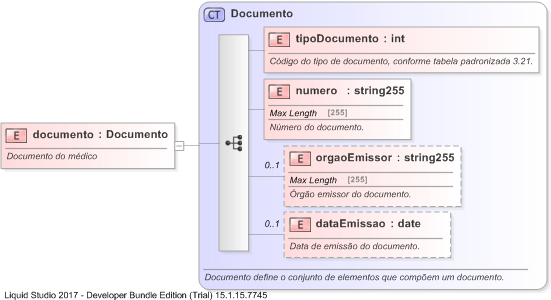 CT Documento
E tipoDocumento : int
Código do tipo de documento, conforme tabela padronizada 3.21.
E numero : string255
Max Length [255]
Número do documento.
E documento : Documento
Documento do médico
0..1
E orgaoEmissor : string255
Max Length [255]
Órgão emissor do documento.
0..1
E dataEmissao : date
Data de emissão do documento.
Documento define o conjunto de elementos que compõem um documento.
Liquid Studio 2017 - Developer Bundle Edition (Trial) 15.1.15.7745